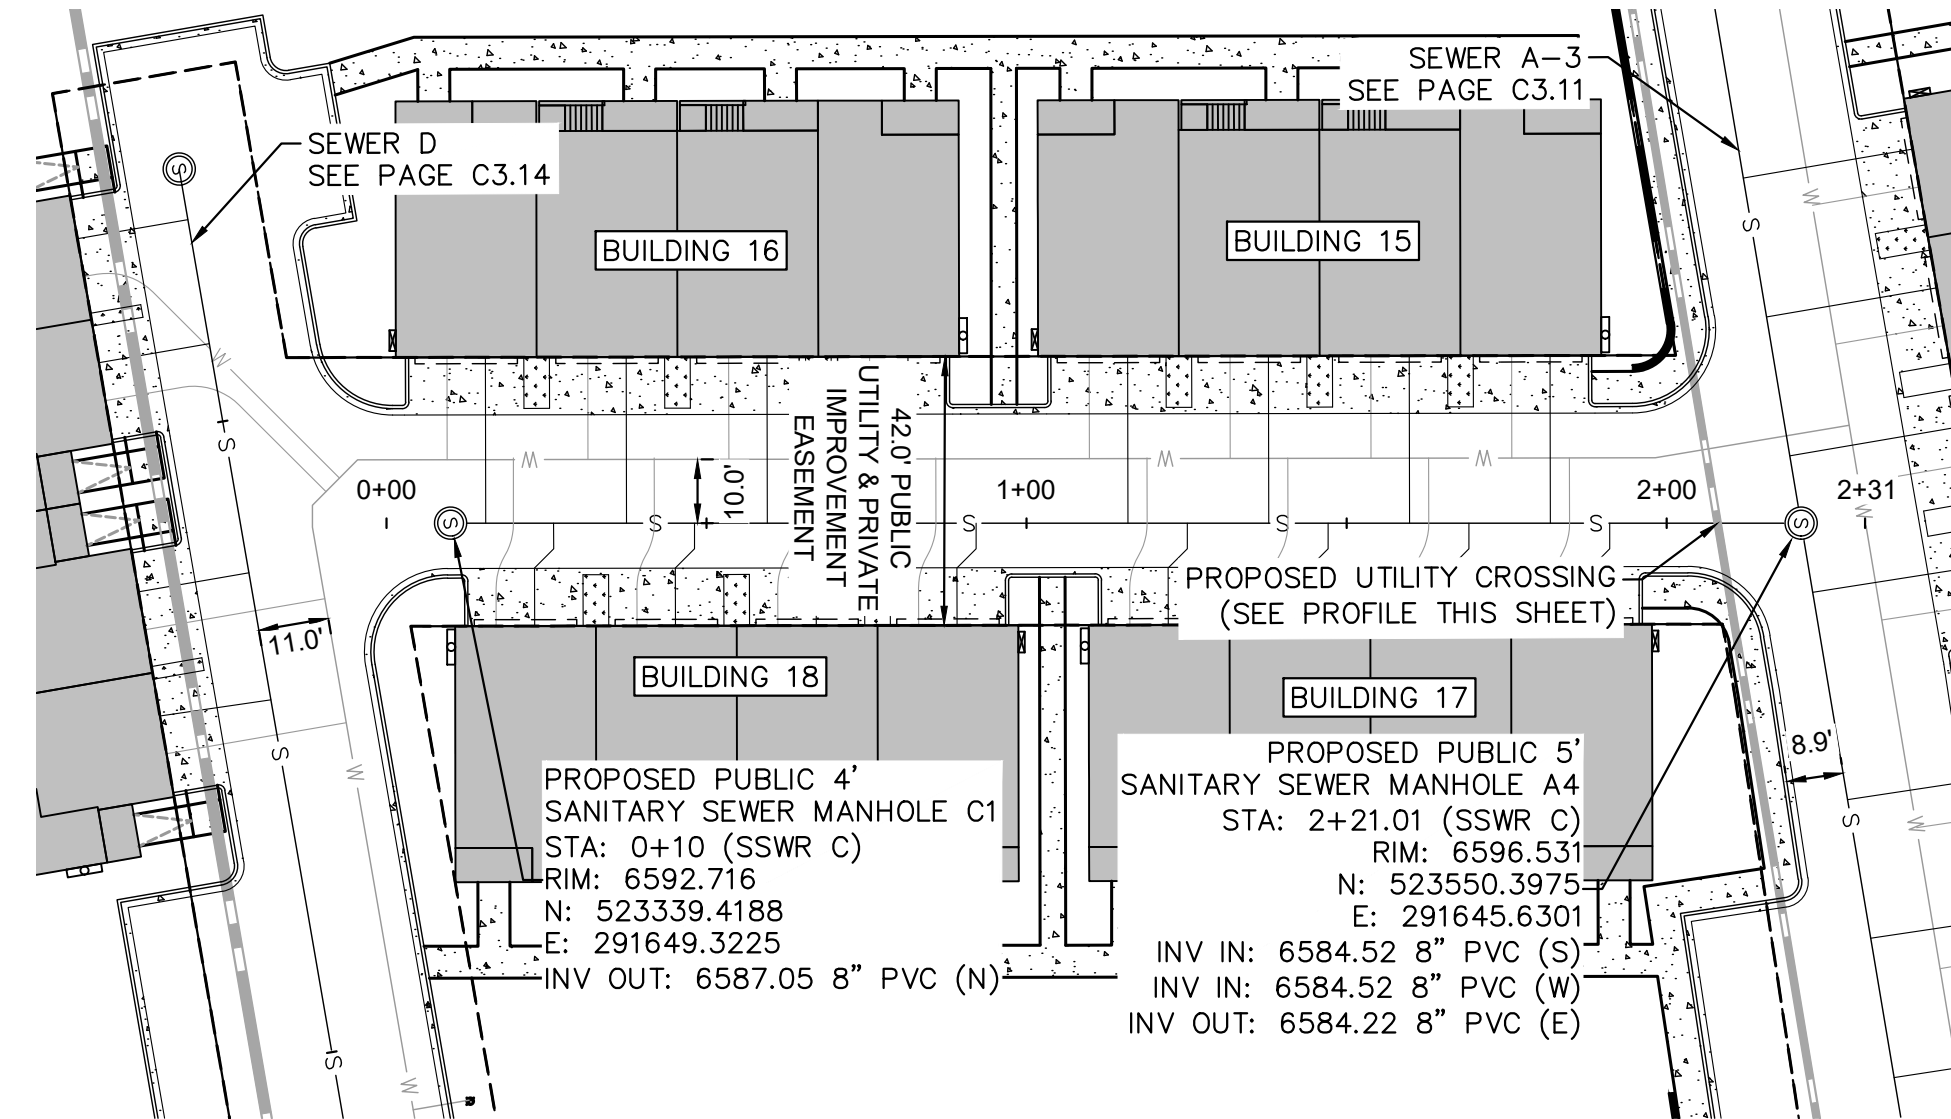 SEWER A-3
SEE PAGE C3.11
SEWER D
SEE PAGE C3.14
BUILDING 16
BUILDING 15
42.0' PUBLIC
UTILITY & PRIVATE
IMPROVEMENT
EASEMENT
10.0'
0+00
1+00
2+00
2+31
S
S
S
S
S
S
S
S
S
S
S
S
W
W
W
W
W
W
W
W
W
PROPOSED UTILITY CROSSING
(SEE PROFILE THIS SHEET)
11.0'
8.9'
BUILDING 18
BUILDING 17
PROPOSED PUBLIC 4'
SANITARY SEWER MANHOLE C1
STA: 0+10 (SSWR C)
RIM: 6592.716
N: 523339.4188
E: 291649.3225
INV OUT: 6587.05 8" PVC (N)
PROPOSED PUBLIC 5'
SANITARY SEWER MANHOLE A4
STA: 2+21.01 (SSWR C)
RIM: 6596.531
N: 523550.3975
E: 291645.6301
INV IN: 6584.52 8" PVC (S)
INV IN: 6584.52 8" PVC (W)
INV OUT: 6584.22 8" PVC (E)